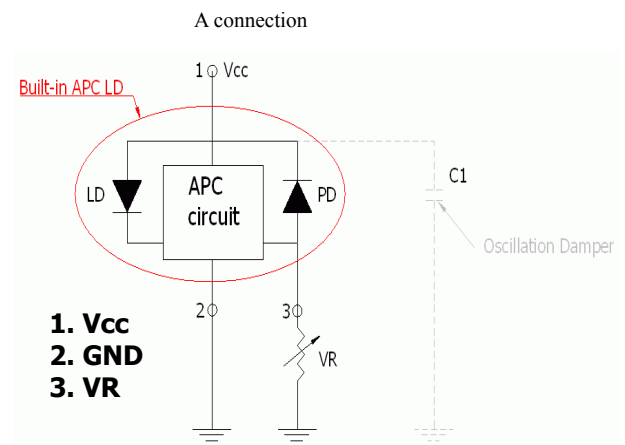 A connection
1 Vcc
Built-in APC LD
LD
APC
circuit
PD
C1
Oscillation Damper
2
3
VR
1. Vcc
2. GND
3. VR